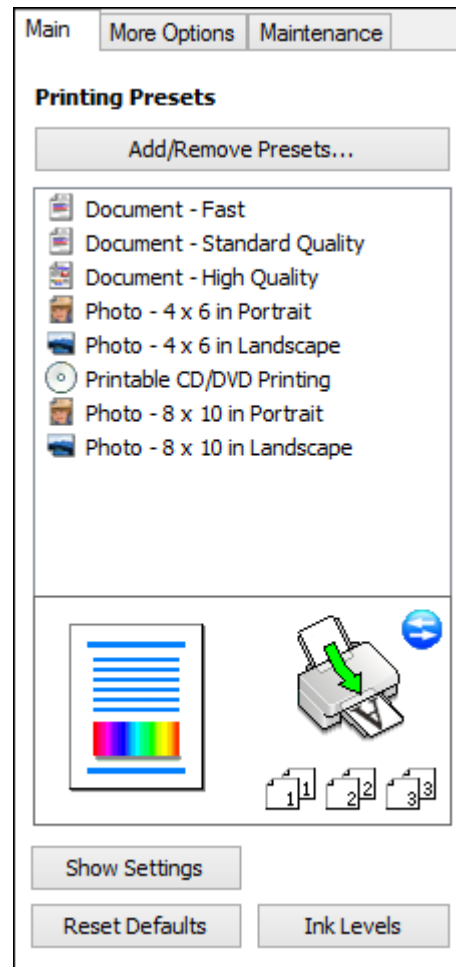 Main More Options Maintenance
Printing Presets
Add/Remove Presets...
Document - Fast
Document - Standard Quality
Document - High Quality
Photo - 4 x 6 in Portrait
Photo - 4 x 6 in Landscape
Printable CD/DVD Printing
Photo - 8 x 10 in Portrait
Photo - 8 x 10 in Landscape
A
1 1 2 2 3 3
Show Settings
Reset Defaults Ink Levels